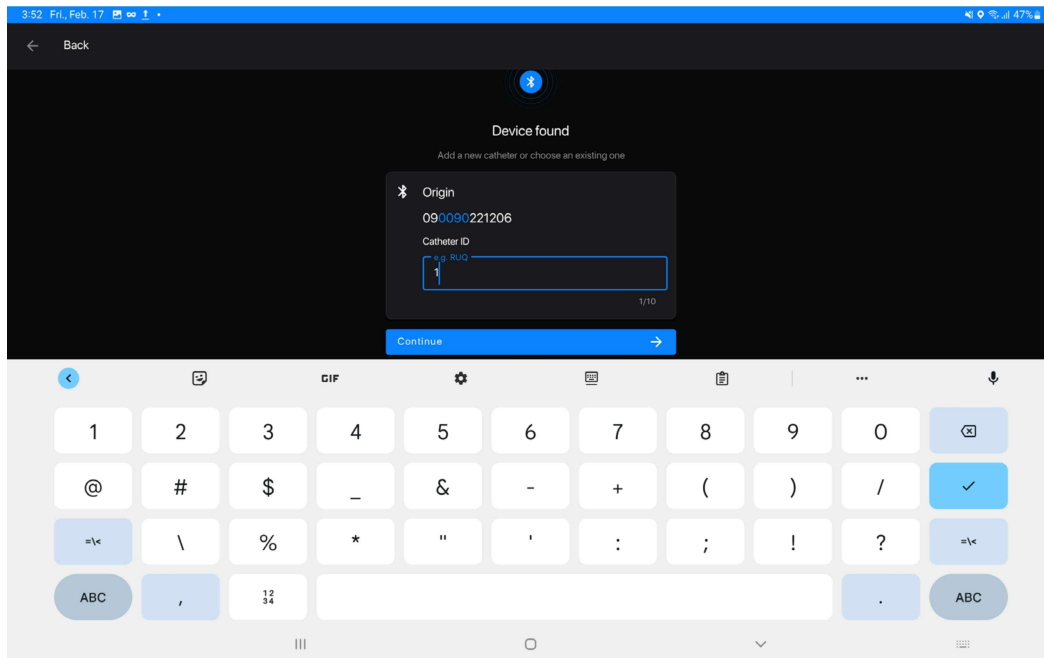 3:52 Fri., Feb. 17
47%
Back
Device found
Add a new catheter or choose an existing one
Origin
090090221206
Catheter ID
e.g. RUQ
1
1/10
Continue
GIF
1 2 3 4 5 6 7 8 9 0
@ # $ _ & - + ( ) /
=\< \ % * " ' : ; ! ? =\<
ABC , 12 . ABC
34